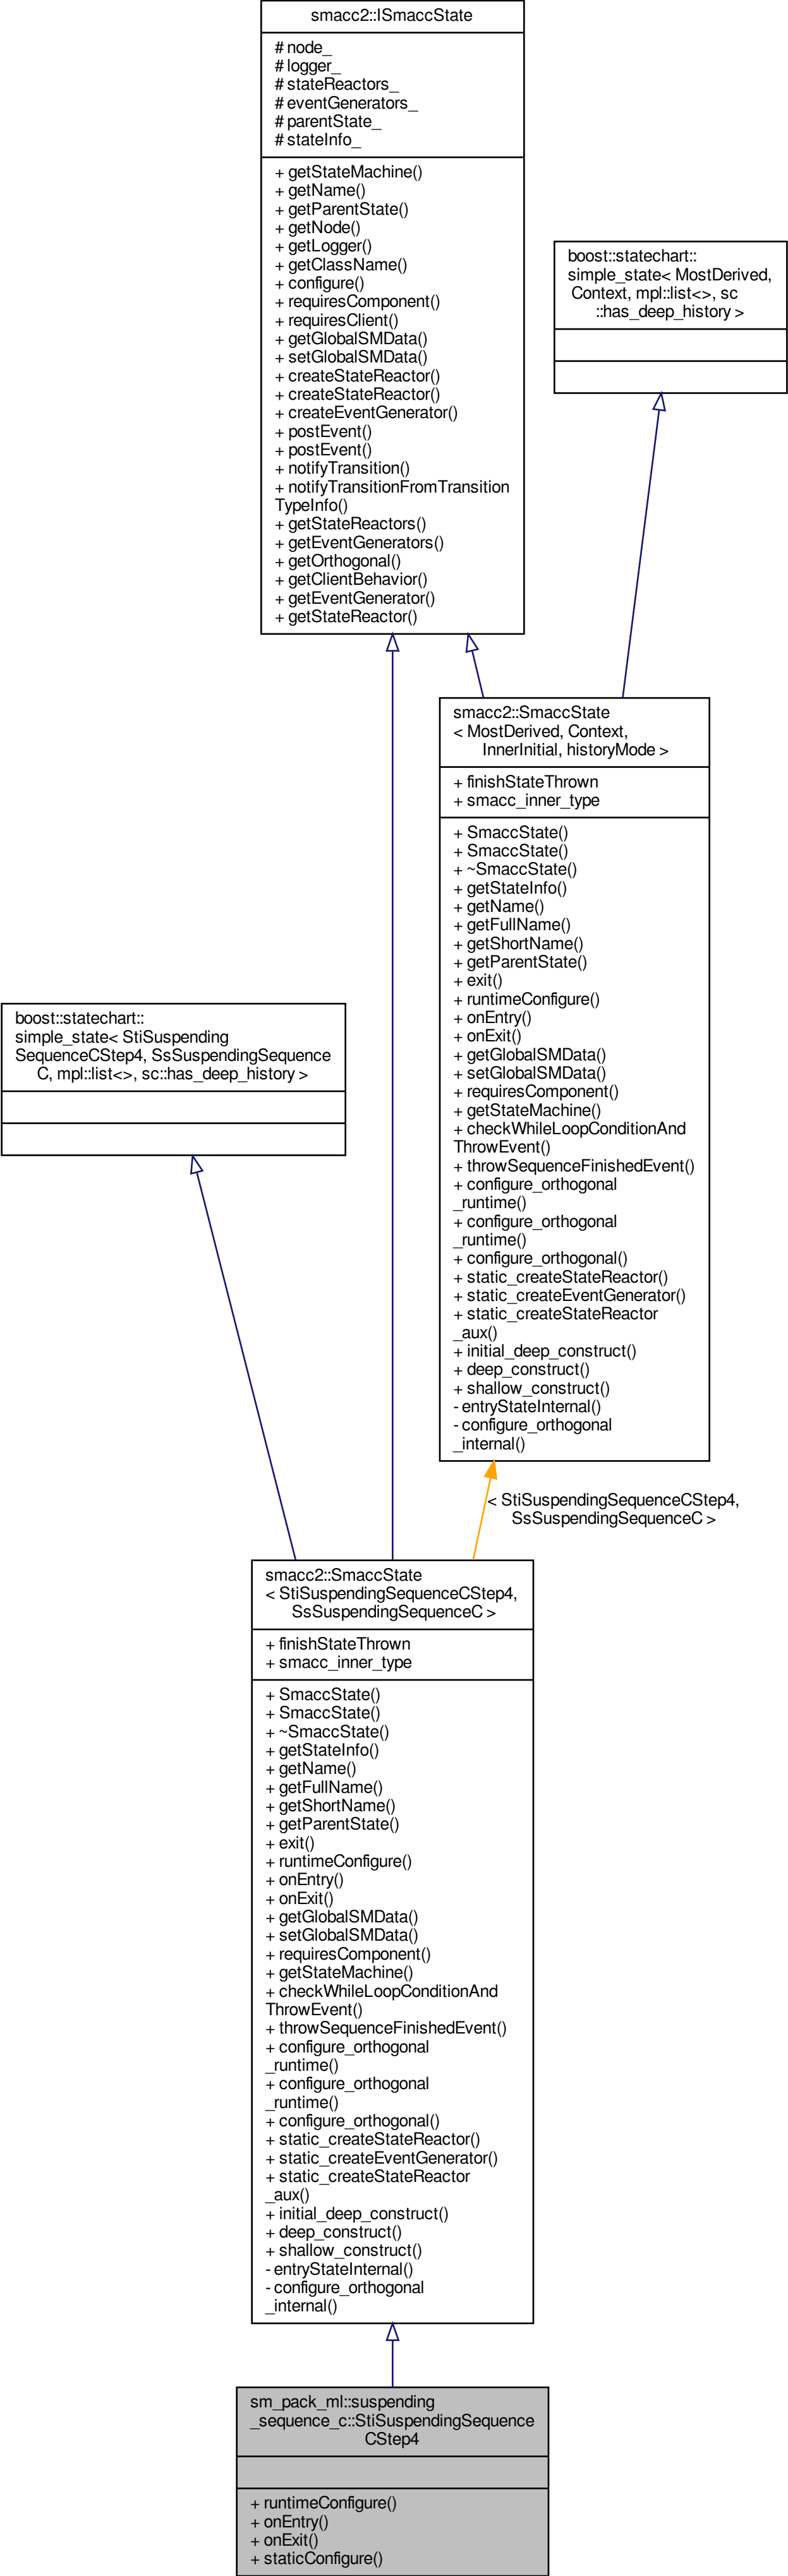 smacc2::ISmaccState
# node_
# logger_
# stateReactors_
# eventGenerators_
# parentState_
# stateInfo_
+ getStateMachine()
+ getName()
+ getParentState()
+ getNode()
+ getLogger()
+ getClassName()
+ configure()
+ requiresComponent()
+ requiresClient()
+ getGlobalSMData()
+ setGlobalSMData()
+ createStateReactor()
+ createStateReactor()
+ createEventGenerator()
+ postEvent()
+ postEvent()
+ notifyTransition()
+ notifyTransitionFromTransition
TypeInfo()
+ getStateReactors()
+ getEventGenerators()
+ getOrthogonal()
+ getClientBehavior()
+ getEventGenerator()
+ getStateReactor()
boost::statechart::
simple_state< MostDerived,
Context, mpl::list<>, sc
::has_deep_history >
smacc2::SmaccState
< MostDerived, Context,
InnerInitial, historyMode >
+ finishStateThrown
+ smacc_inner_type
+ SmaccState()
+ SmaccState()
+ ~SmaccState()
+ getStateInfo()
+ getName()
+ getFullName()
+ getShortName()
+ getParentState()
+ exit()
+ runtimeConfigure()
+ onEntry()
+ onExit()
+ getGlobalSMData()
+ setGlobalSMData()
+ requiresComponent()
+ getStateMachine()
+ checkWhileLoopConditionAnd
ThrowEvent()
+ throwSequenceFinishedEvent()
+ configure_orthogonal
_runtime()
+ configure_orthogonal
_runtime()
+ configure_orthogonal()
+ static_createStateReactor()
+ static_createEventGenerator()
+ static_createStateReactor
_aux()
+ initial_deep_construct()
+ deep_construct()
+ shallow_construct()
- entryStateInternal()
- configure_orthogonal
_internal()
boost::statechart::
simple_state< StiSuspending
SequenceCStep4, SsSuspendingSequence
C, mpl::list<>, sc::has_deep_history >
< StiSuspendingSequenceCStep4,
SsSuspendingSequenceC >
smacc2::SmaccState
< StiSuspendingSequenceCStep4,
SsSuspendingSequenceC >
+ finishStateThrown
+ smacc_inner_type
+ SmaccState()
+ SmaccState()
+ ~SmaccState()
+ getStateInfo()
+ getName()
+ getFullName()
+ getShortName()
+ getParentState()
+ exit()
+ runtimeConfigure()
+ onEntry()
+ onExit()
+ getGlobalSMData()
+ setGlobalSMData()
+ requiresComponent()
+ getStateMachine()
+ checkWhileLoopConditionAnd
ThrowEvent()
+ throwSequenceFinishedEvent()
+ configure_orthogonal
_runtime()
+ configure_orthogonal
_runtime()
+ configure_orthogonal()
+ static_createStateReactor()
+ static_createEventGenerator()
+ static_createStateReactor
_aux()
+ initial_deep_construct()
+ deep_construct()
+ shallow_construct()
- entryStateInternal()
- configure_orthogonal
_internal()
sm_pack_ml::suspending
_sequence_c::StiSuspendingSequence
CStep4
+ runtimeConfigure()
+ onEntry()
+ onExit()
+ staticConfigure()